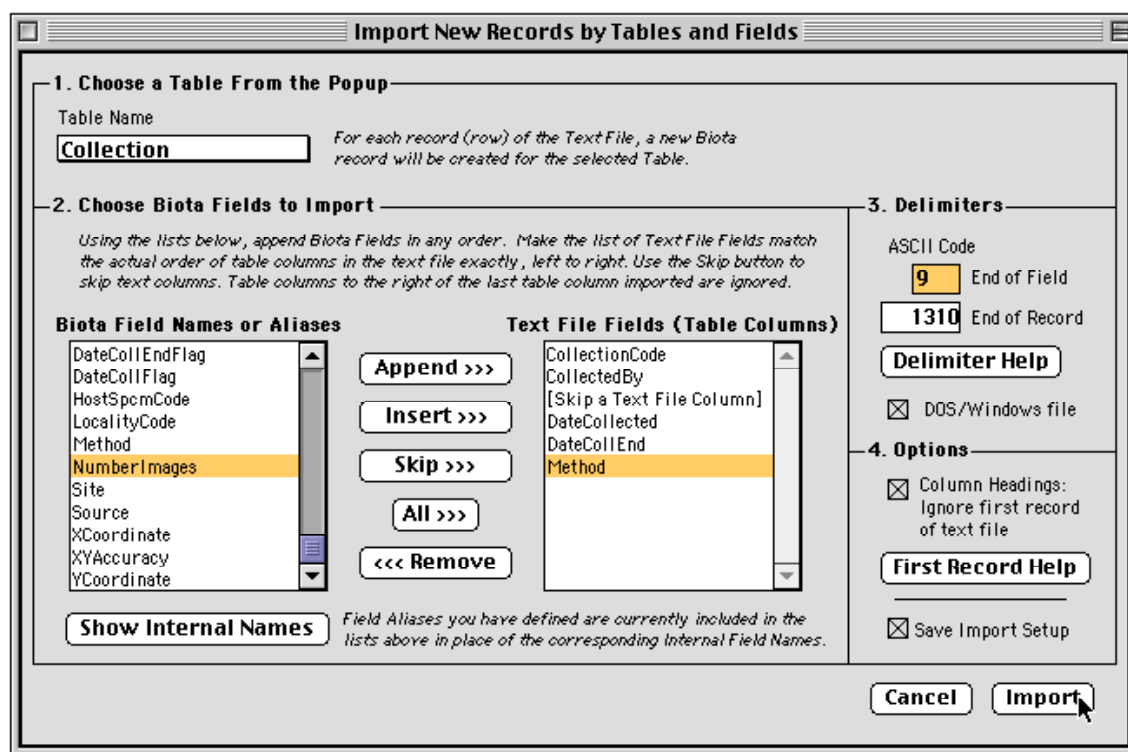 Import New Records by Tables and Fields
1. Choose a Table From the Popup
Table Name
Collection
For each record (row) of the Text File, a new Biota
record will be created for the selected Table.
2. Choose Biota Fields to Import
Using the lists below, append Biota Fields in any order. Make the list of Text File Fields match
the actual order of table columns in the text file exactly, left to right. Use the Skip button to
skip text columns. Table columns to the right of the last table column imported are ignored.
Biota Field Names or Aliases
DateCollEndFlag
DateCollFlag
HostSpcmCode
LocalityCode
Method
NumberImages
Site
Source
XCoordinate
XYAccuracy
YCoordinate
Append >>>
Insert >>>
Skip >>>
All >>>
<<< Remove
Text File Fields (Table Columns)
CollectionCode
CollectedBy
[Skip a Text File Column]
DateCollected
DateCollEnd
Method
Show Internal Names
Field Aliases you have defined are currently included in the
lists above in place of the corresponding Internal Field Names.
3. Delimiters
ASCII Code
9 End of Field
1310 End of Record
Delimiter Help
DOS/Windows file
4. Options
Column Headings:
Ignore first record
of text file
First Record Help
Save Import Setup
Cancel
Import